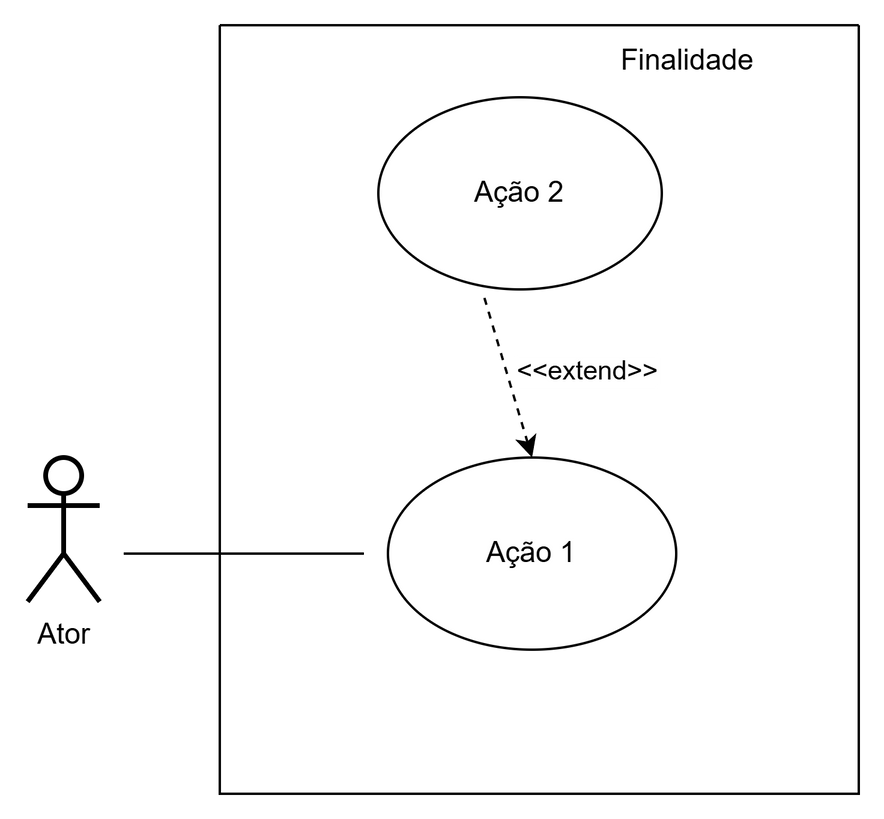 Finalidade
Ação 2
<<extend>>
Ação 1
Ator